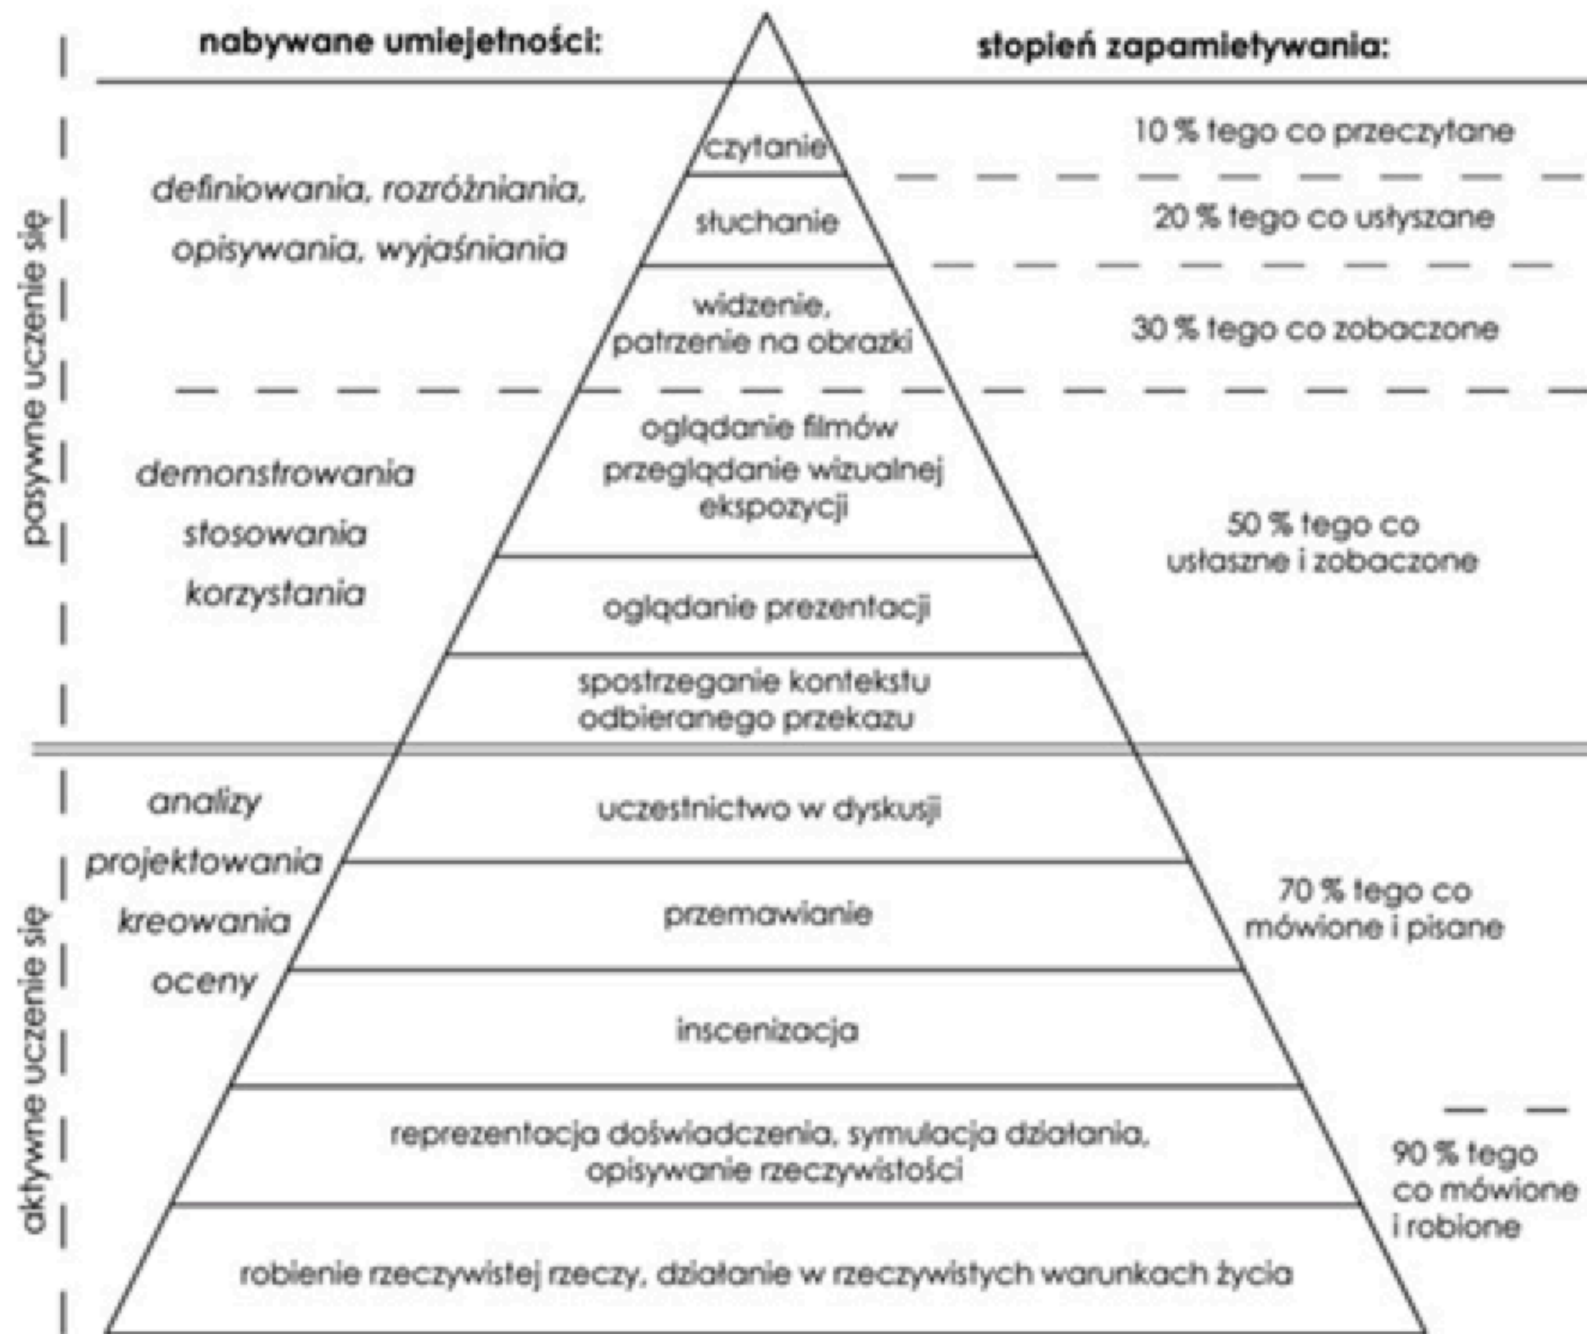 nabywane umiejetności:
stopień zapamietywania:
czytanie
10 % tego co przeczytane
definiowania, rozróżniania,
opisywania, wyjaśniania
słuchanie
20 % tego co usłyszane
widzenie,
patrzenie na obrazki
30 % tego co zobaczone
pasywne uczenie się
oglądanie filmów
przeglądanie wizualnej
ekspozycji
demonstrowania
stosowania
korzystania
50 % tego co
usłaszne i zobaczone
oglądanie prezentacji
spostrzeganie kontekstu
odbieranego przekazu
analizy
projektowania
kreowania
oceny
uczestnictwo w dyskusji
przemawianie
70 % tego co
mówione i pisane
inscenizacja
aktywne uczenie się
reprezentacja doświadczenia, symulacja działania,
opisywanie rzeczywistości
90 % tego
co mówione
i robione
robienie rzeczywistej rzeczy, działanie w rzeczywistych warunkach życia